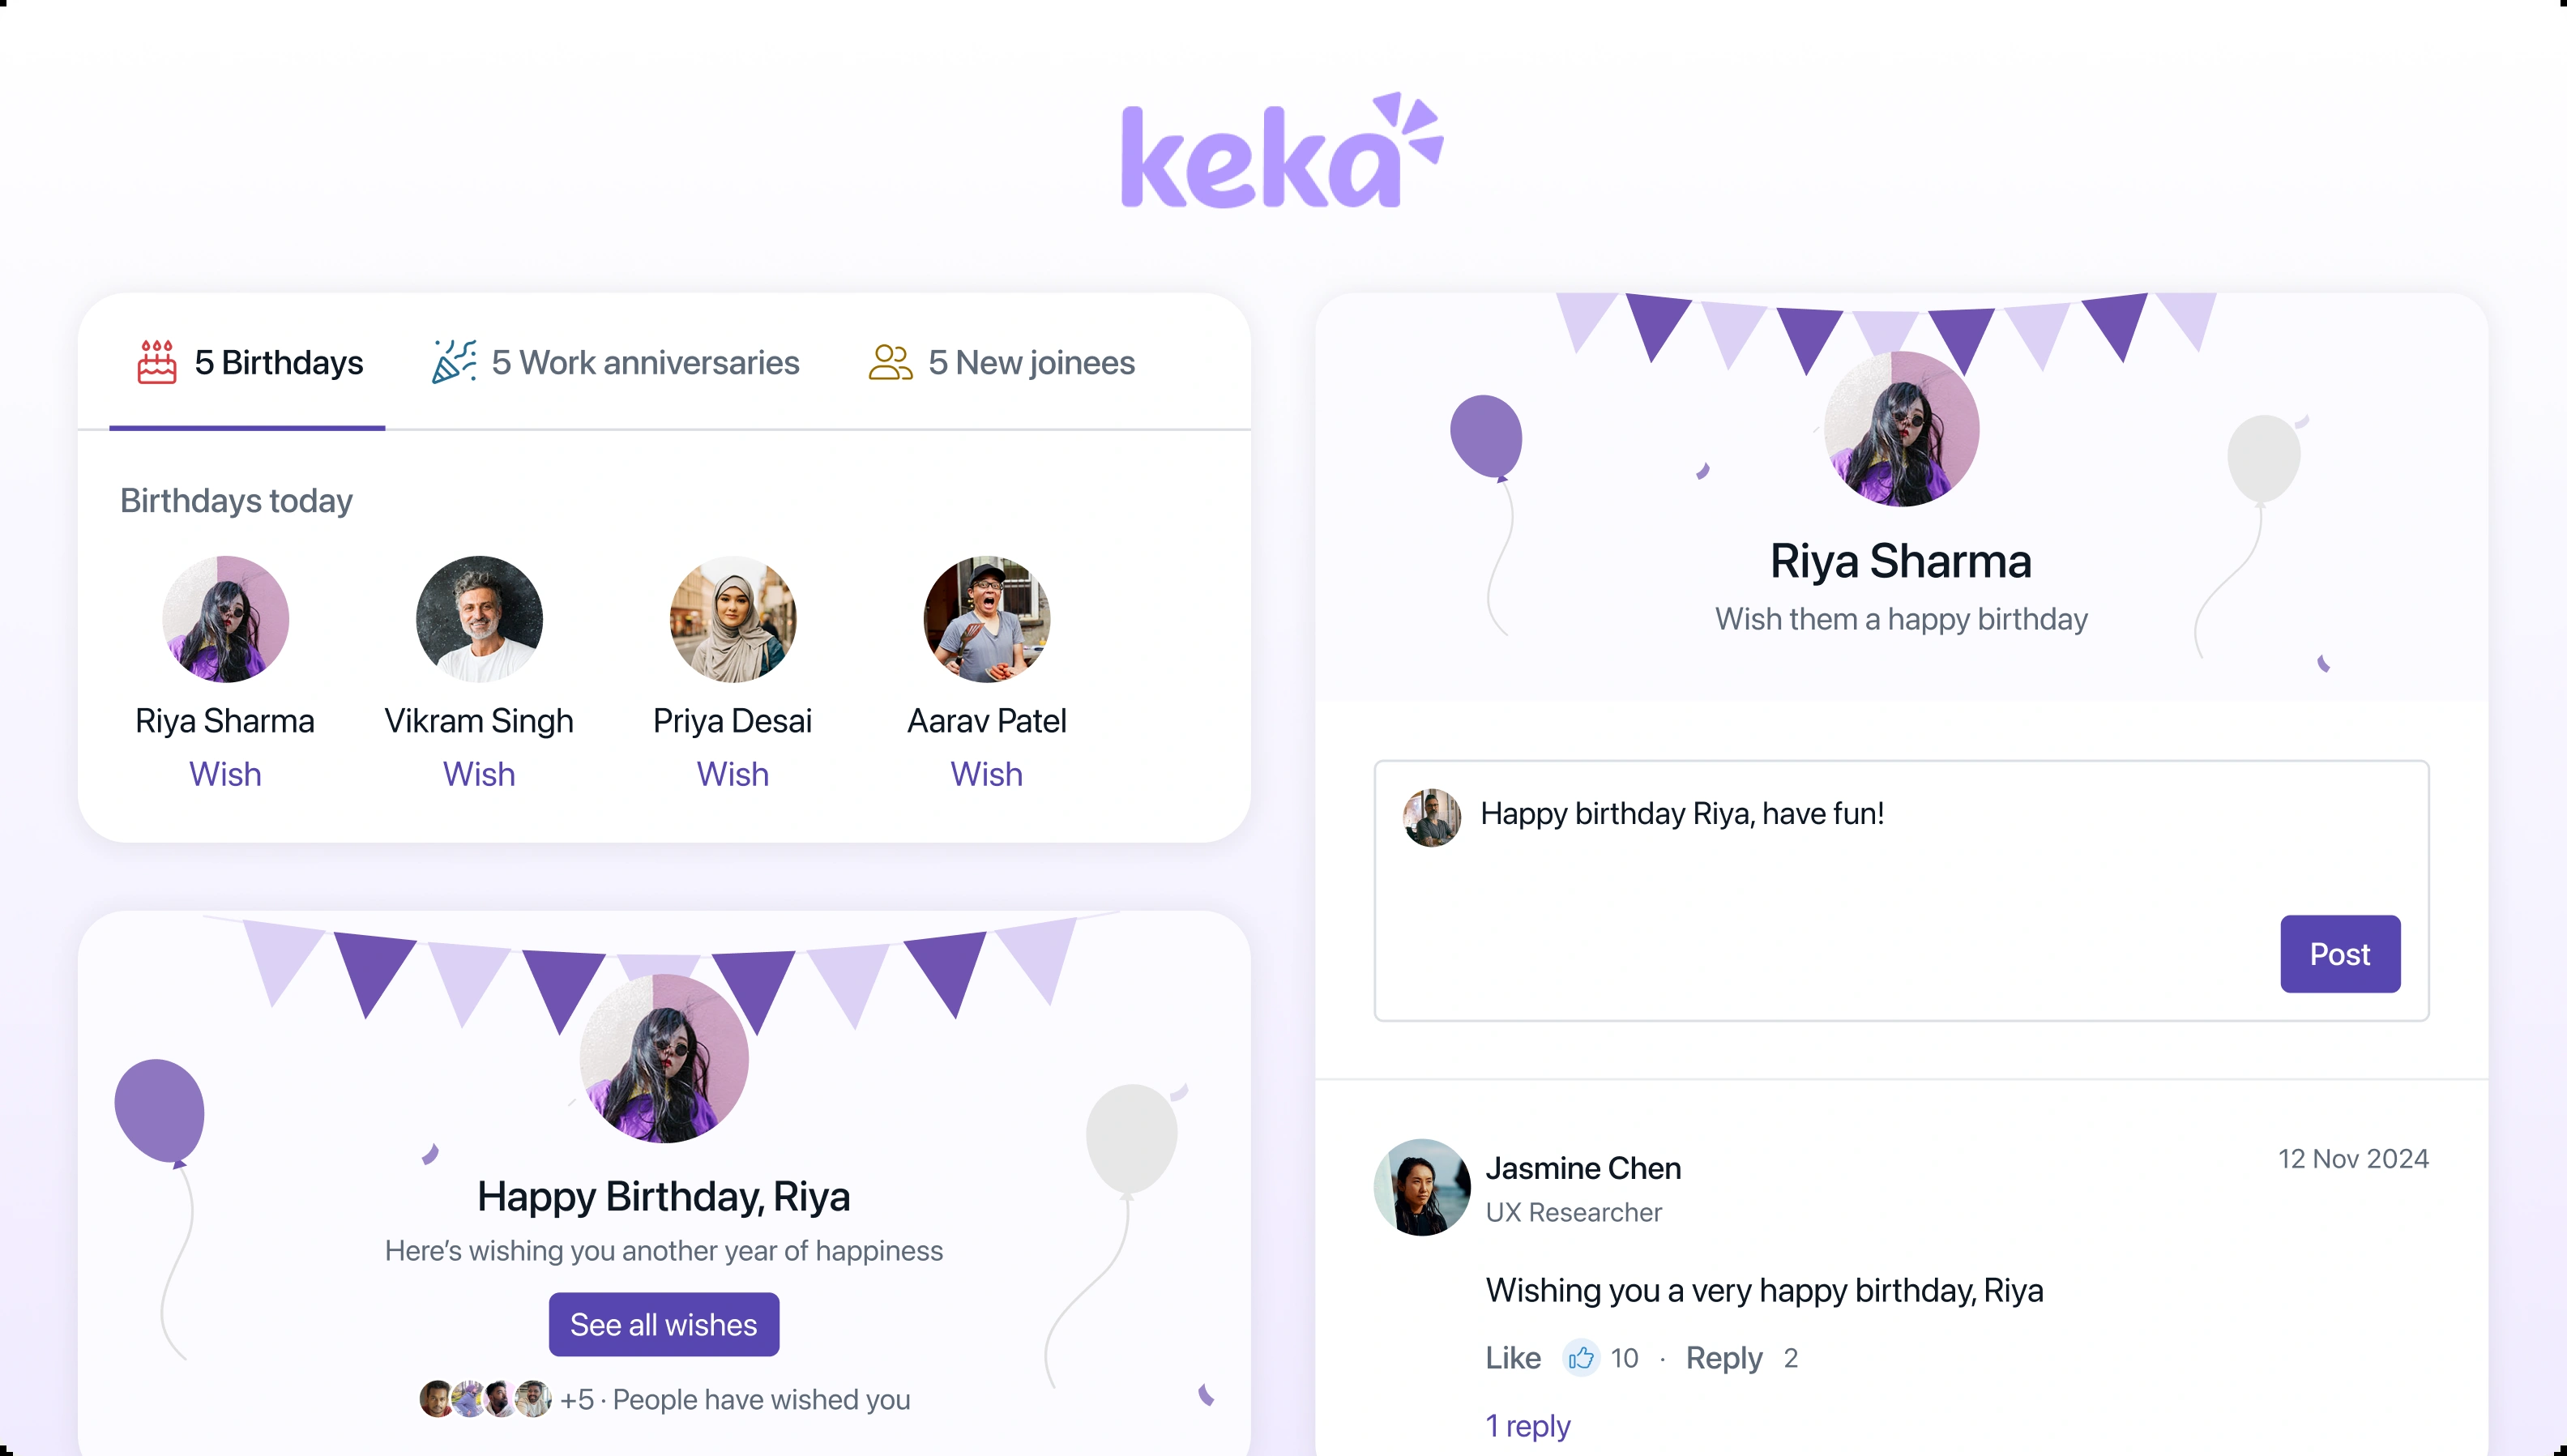 keka
5 Birthdays
5 Work anniversaries
5 New joinees
Birthdays today
Riya Sharma
Vikram Singh
Priya Desai
Aarav Patel
Wish
Wish
Wish
Wish
Happy Birthday, Riya
Here’s wishing you another year of happiness
See all wishes
+5 · People have wished you
Riya Sharma
Wish them a happy birthday
Happy birthday Riya, have fun!
Post
Jasmine Chen
12 Nov 2024
UX Researcher
Wishing you a very happy birthday, Riya
Like 10 · Reply 2
1 reply